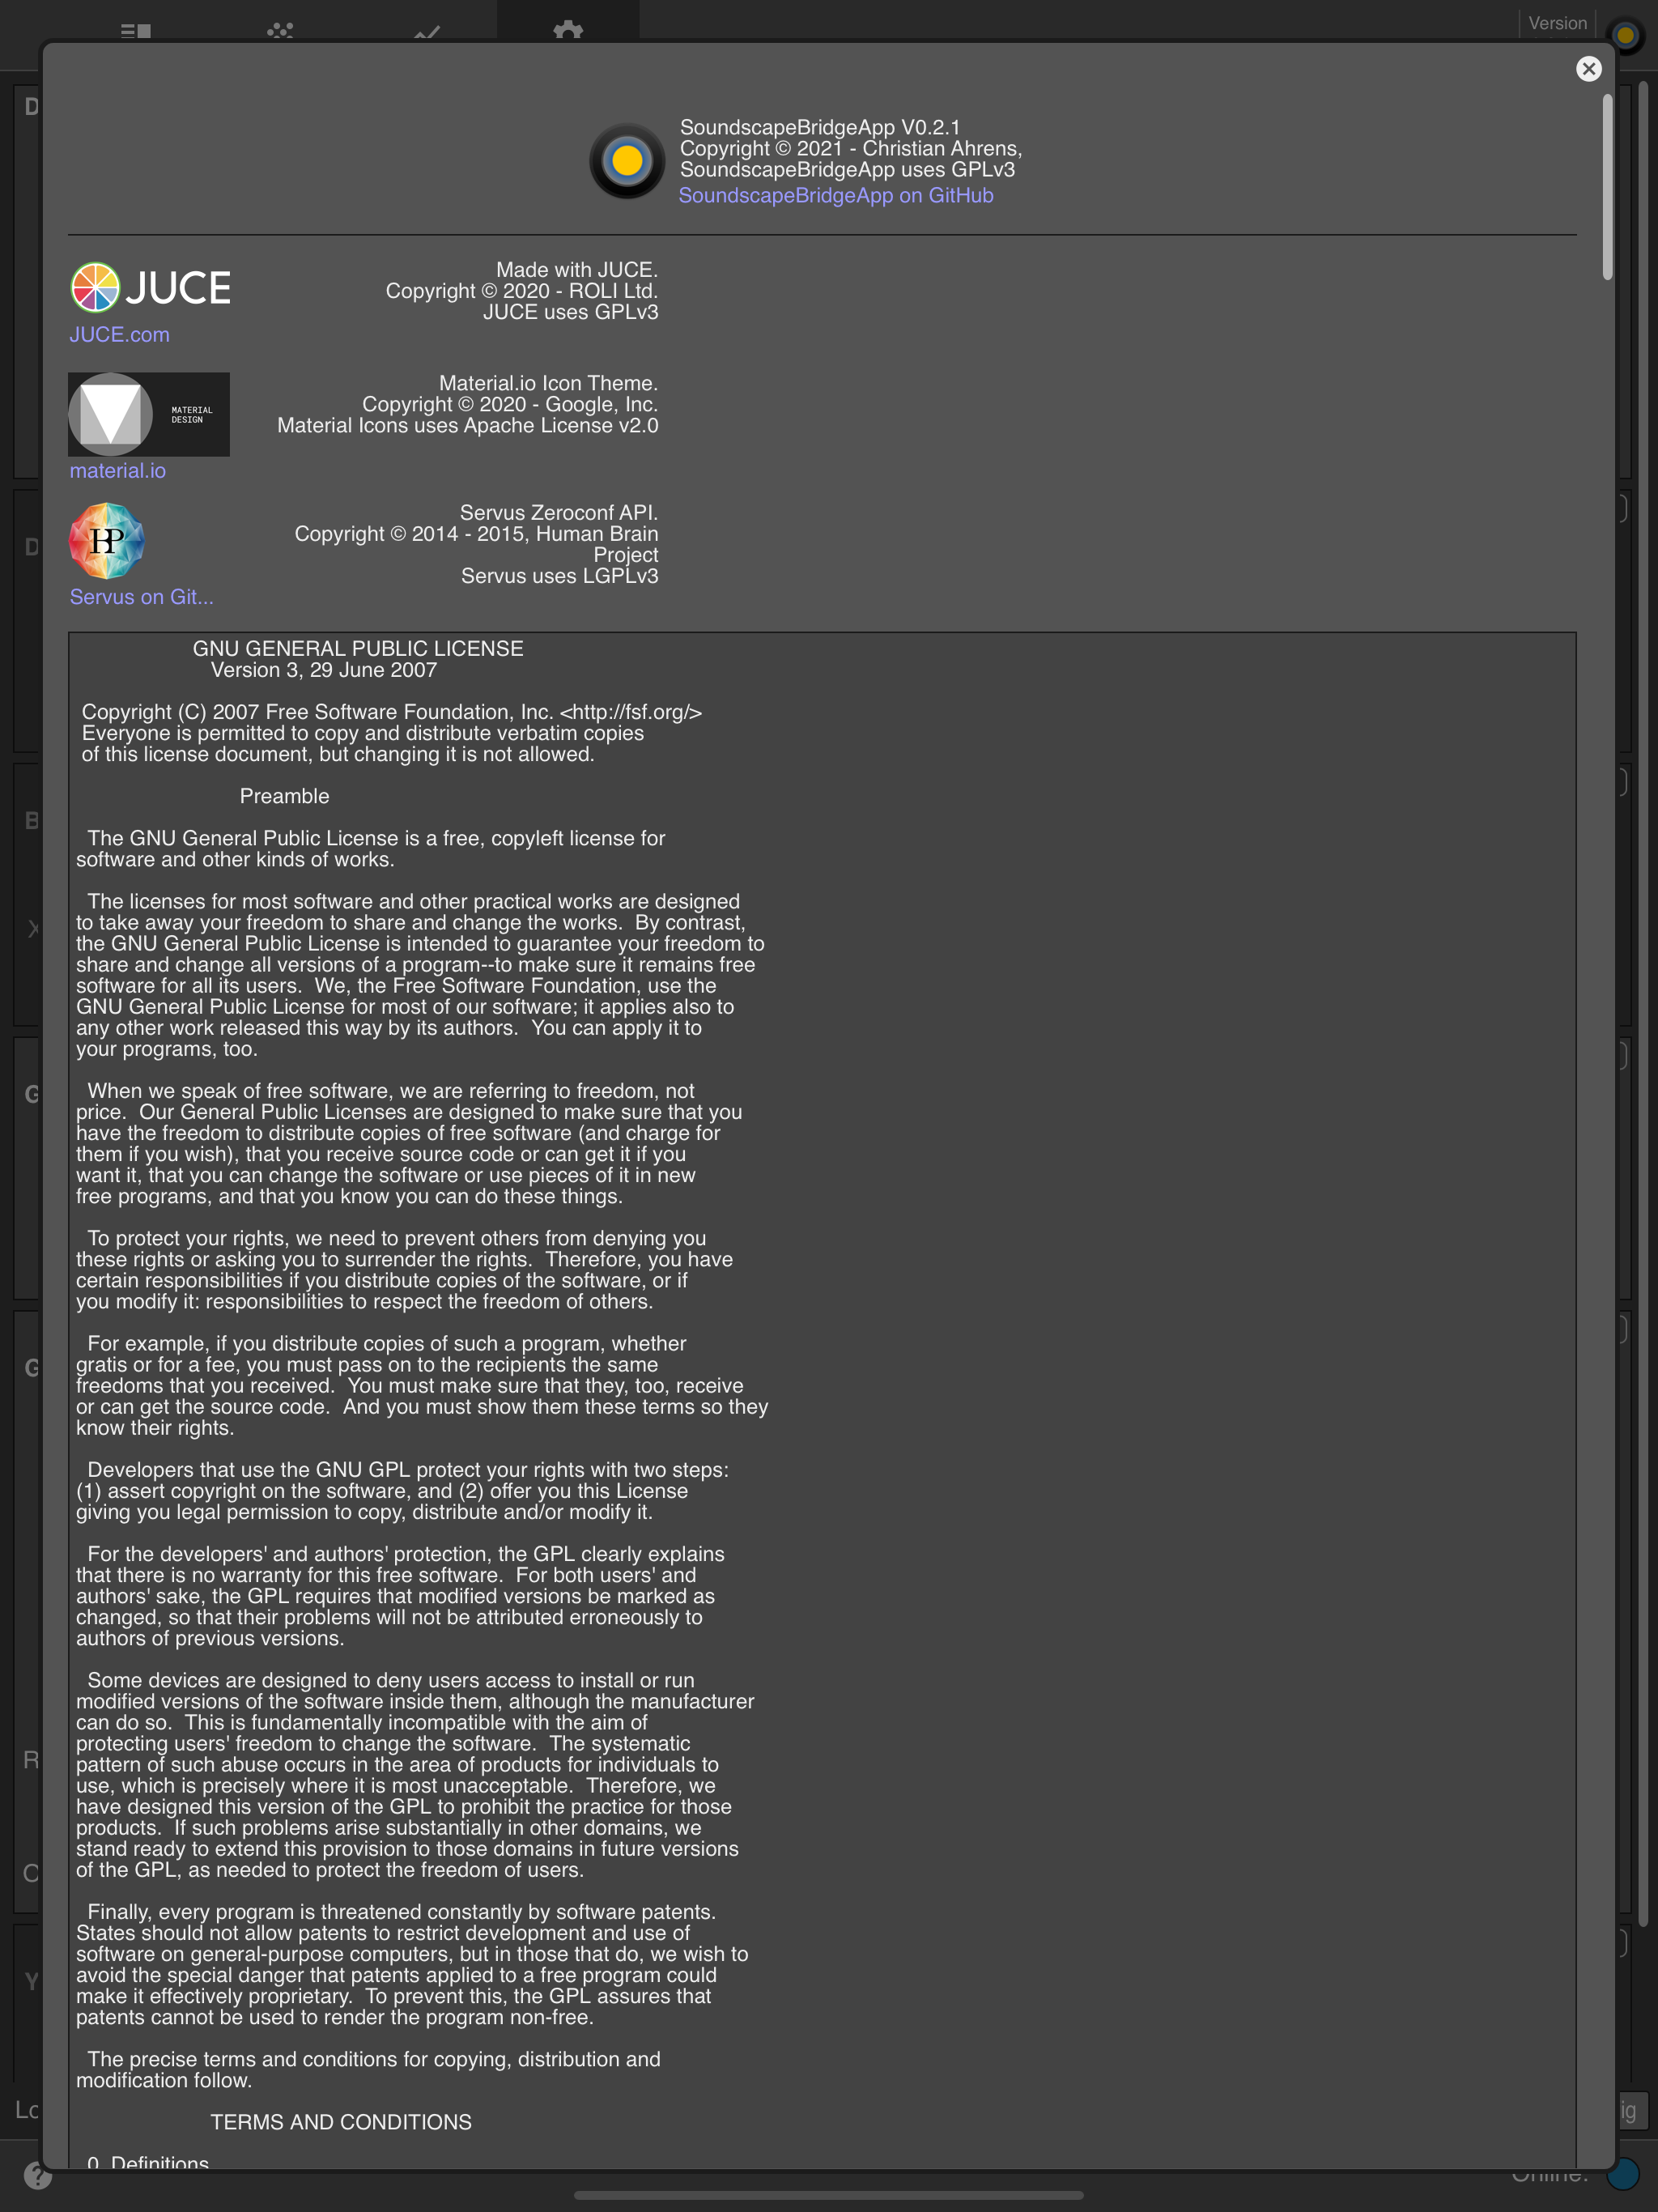 Version
SoundscapeBridgeApp V0.2.1
Copyright © 2021 - Christian Ahrens,
SoundscapeBridgeApp uses GPLv3
SoundscapeBridgeApp on GitHub
JUCE
Made with JUCE.
Copyright © 2020 - ROLI Ltd.
JUCE uses GPLv3
JUCE.com
MATERIAL
DESIGN
Material.io Icon Theme.
Copyright © 2020 - Google, Inc.
Material Icons uses Apache License v2.0
material.io
HBP
Servus Zeroconf API.
Copyright © 2014 - 2015, Human Brain
Project
Servus uses LGPLv3
Servus on Git...
GNU GENERAL PUBLIC LICENSE
Version 3, 29 June 2007
Copyright (C) 2007 Free Software Foundation, Inc. <http://fsf.org/>
Everyone is permitted to copy and distribute verbatim copies
of this license document, but changing it is not allowed.
Preamble
The GNU General Public License is a free, copyleft license for
software and other kinds of works.
The licenses for most software and other practical works are designed
to take away your freedom to share and change the works.  By contrast,
the GNU General Public License is intended to guarantee your freedom to
share and change all versions of a program--to make sure it remains free
software for all its users.  We, the Free Software Foundation, use the
GNU General Public License for most of our software; it applies also to
any other work released this way by its authors.  You can apply it to
your programs, too.
When we speak of free software, we are referring to freedom, not
price.  Our General Public Licenses are designed to make sure that you
have the freedom to distribute copies of free software (and charge for
them if you wish), that you receive source code or can get it if you
want it, that you can change the software or use pieces of it in new
free programs, and that you know you can do these things.
To protect your rights, we need to prevent others from denying you
these rights or asking you to surrender the rights.  Therefore, you have
certain responsibilities if you distribute copies of the software, or if
you modify it: responsibilities to respect the freedom of others.
For example, if you distribute copies of such a program, whether
gratis or for a fee, you must pass on to the recipients the same
freedoms that you received.  You must make sure that they, too, receive
or can get the source code.  And you must show them these terms so they
know their rights.
Developers that use the GNU GPL protect your rights with two steps:
(1) assert copyright on the software, and (2) offer you this License
giving you legal permission to copy, distribute and/or modify it.
For the developers' and authors' protection, the GPL clearly explains
that there is no warranty for this free software.  For both users' and
authors' sake, the GPL requires that modified versions be marked as
changed, so that their problems will not be attributed erroneously to
authors of previous versions.
Some devices are designed to deny users access to install or run
modified versions of the software inside them, although the manufacturer
can do so.  This is fundamentally incompatible with the aim of
protecting users' freedom to change the software.  The systematic
pattern of such abuse occurs in the area of products for individuals to
use, which is precisely where it is most unacceptable.  Therefore, we
have designed this version of the GPL to prohibit the practice for those
products.  If such problems arise substantially in other domains, we
stand ready to extend this provision to those domains in future versions
of the GPL, as needed to protect the freedom of users.
Finally, every program is threatened constantly by software patents.
States should not allow patents to restrict development and use of
software on general-purpose computers, but in those that do, we wish to
avoid the special danger that patents applied to a free program could
make it effectively proprietary.  To prevent this, the GPL assures that
patents cannot be used to render the program non-free.
The precise terms and conditions for copying, distribution and
modification follow.
TERMS AND CONDITIONS
0. Definitions
Online: